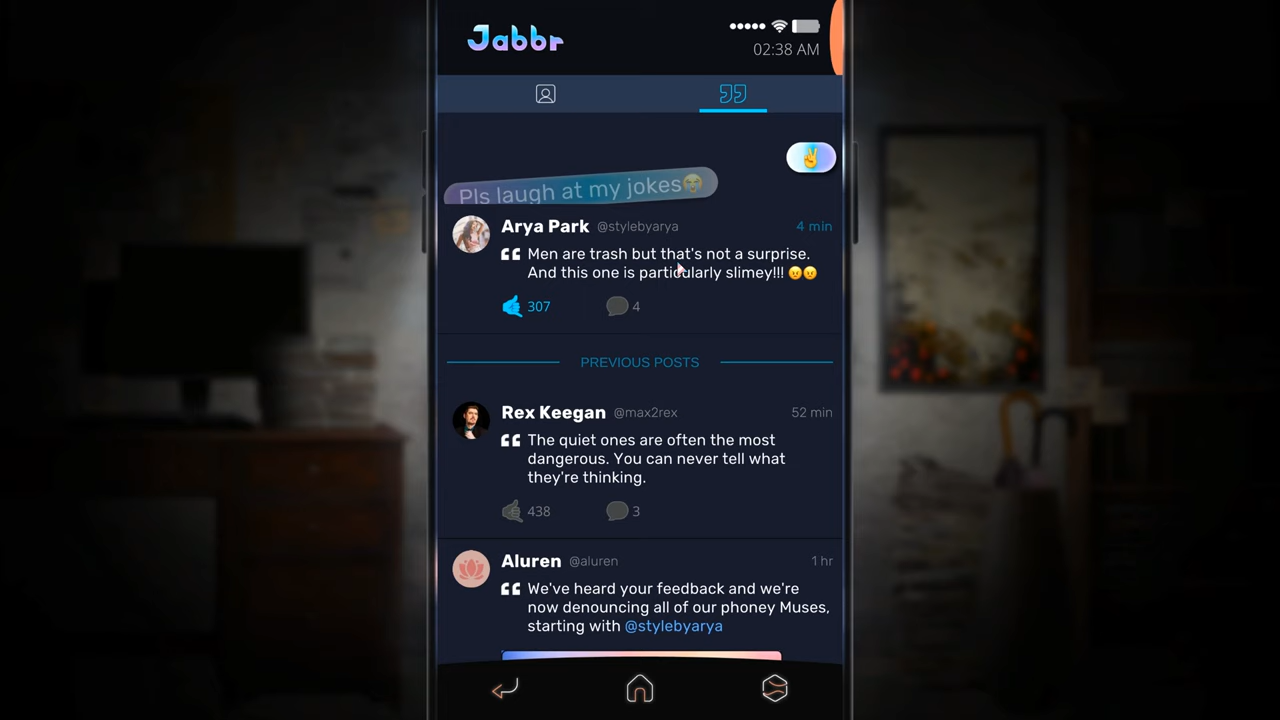 Jabbr
02:38 AM
✌️
Pls laugh at my jokes😭
Arya Park @stylebyarya 4 min
Men are trash but that's not a surprise.
And this one is particularly slimey!!! 😠😠
307 4
PREVIOUS POSTS
Rex Keegan @max2rex 52 min
The quiet ones are often the most
dangerous. You can never tell what
they're thinking.
438 3
Aluren @aluren 1 hr
We've heard your feedback and we're
now denouncing all of our phoney Muses,
starting with @stylebyarya